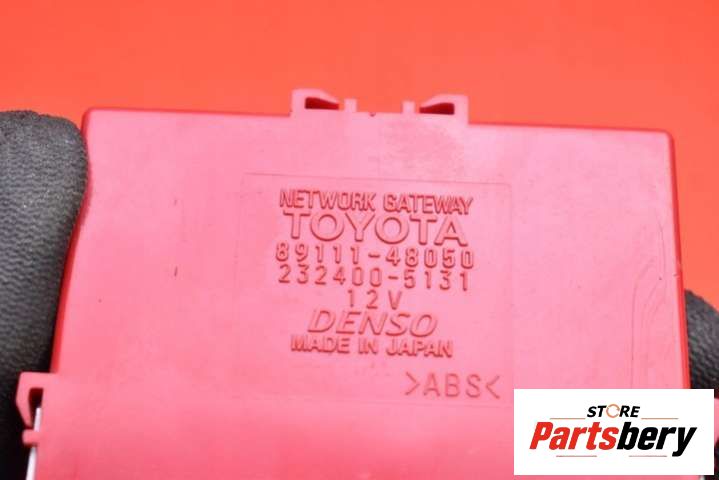 NETWORK GATEWAY
TOYOTA
89111-48050
232400-5131
12V
DENSO
MADE IN JAPAN
>ABS<
STORE
Partsbery